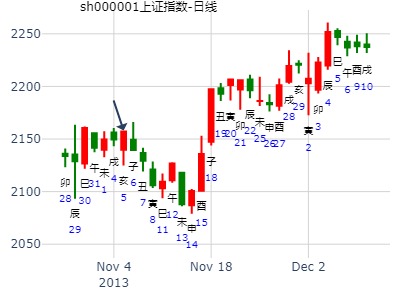 sh000001上证指数-日线
2250
2200
2150
2100
2050
卯
28
辰
29
巳
30
午
31
未
1
戌
4
亥
5
子
6
丑
7
寅
8
巳
11
午
12
未
13
申
14
酉
15
子
18
丑
19
寅
20
卯
21
辰
22
未
25
申
26
酉
27
戌
28
亥
29
寅
2
卯
3
辰
4
巳
5
午
6
酉
9
戌
10
Nov 4
2013
Nov 18
Dec 2